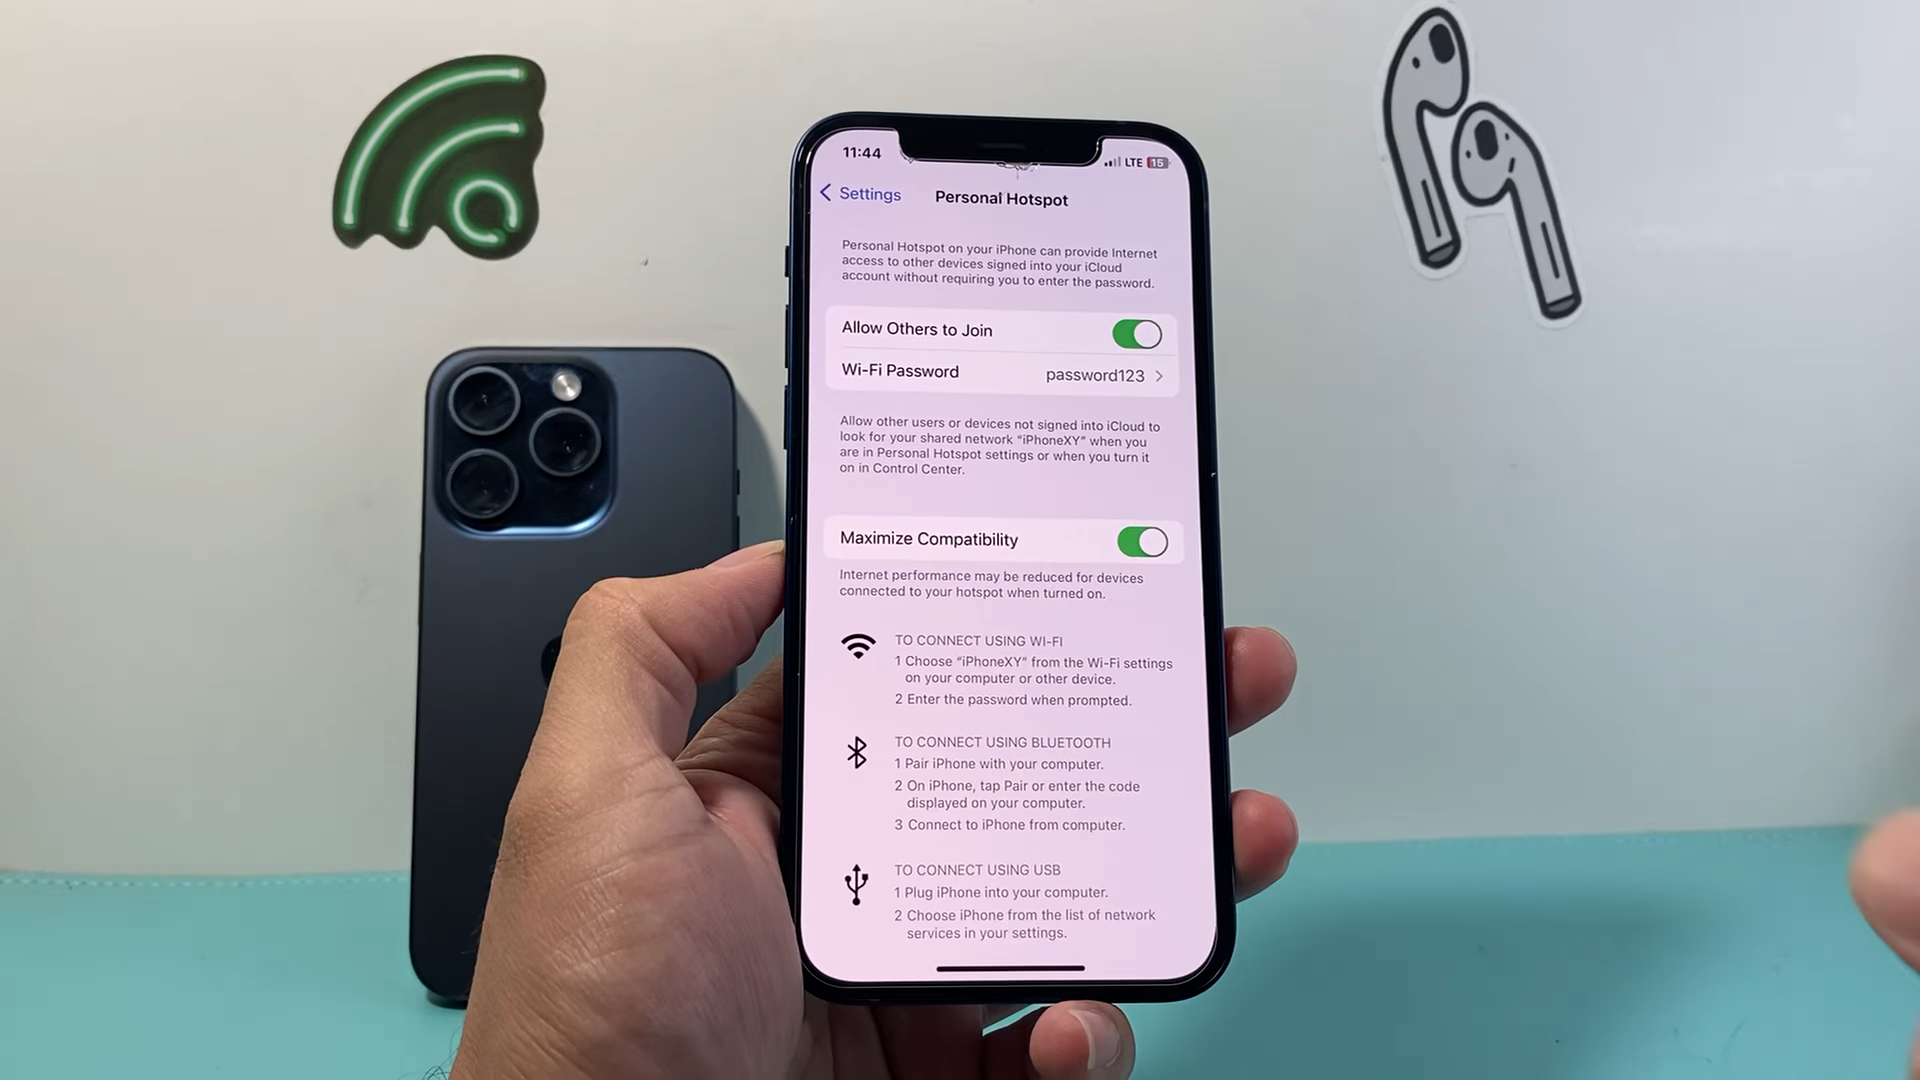 11:44
LTE 15
Settings
Personal Hotspot
Personal Hotspot on your iPhone can provide Internet
access to other devices signed into your iCloud
account without requiring you to enter the password.
Allow Others to Join
Wi-Fi Password password123
Allow other users or devices not signed into iCloud to
look for your shared network “iPhoneXY” when you
are in Personal Hotspot settings or when you turn it
on in Control Center.
Maximize Compatibility
Internet performance may be reduced for devices
connected to your hotspot when turned on.
TO CONNECT USING WI-FI
1 Choose “iPhoneXY” from the Wi-Fi settings
on your computer or other device.
2 Enter the password when prompted.
TO CONNECT USING BLUETOOTH
1 Pair iPhone with your computer.
2 On iPhone, tap Pair or enter the code
displayed on your computer.
3 Connect to iPhone from computer.
TO CONNECT USING USB
1 Plug iPhone into your computer.
2 Choose iPhone from the list of network
services in your settings.